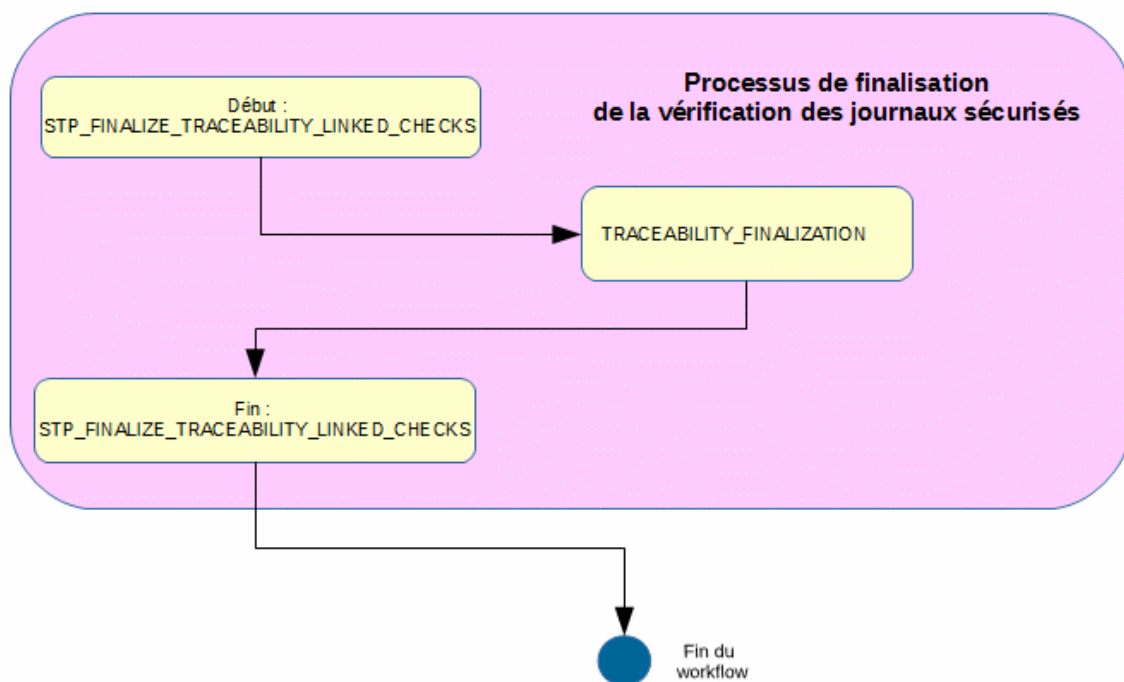 Processus de finalisation
de la vérification des journaux sécurisés
Début :
STP_FINALIZE_TRACEABILITY_LINKED_CHECKS
TRACEABILITY_FINALIZATION
Fin :
STP_FINALIZE_TRACEABILITY_LINKED_CHECKS
Fin du
workflow